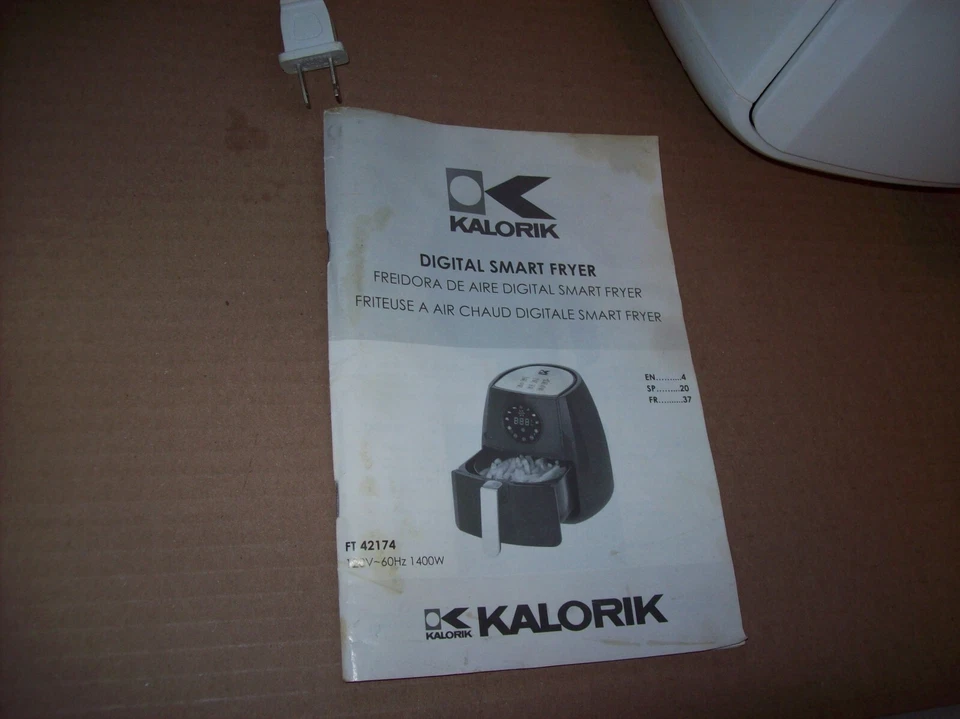 KALORIK
DIGITAL SMART FRYER
FREIDORA DE AIRE DIGITAL SMART FRYER
FRITEUSE A AIR CHAUD DIGITALE SMART FRYER
EN..........4
SP.........20
FR..........37
FT 42174
120V~60Hz 1400W
KALORIK
KALORIK